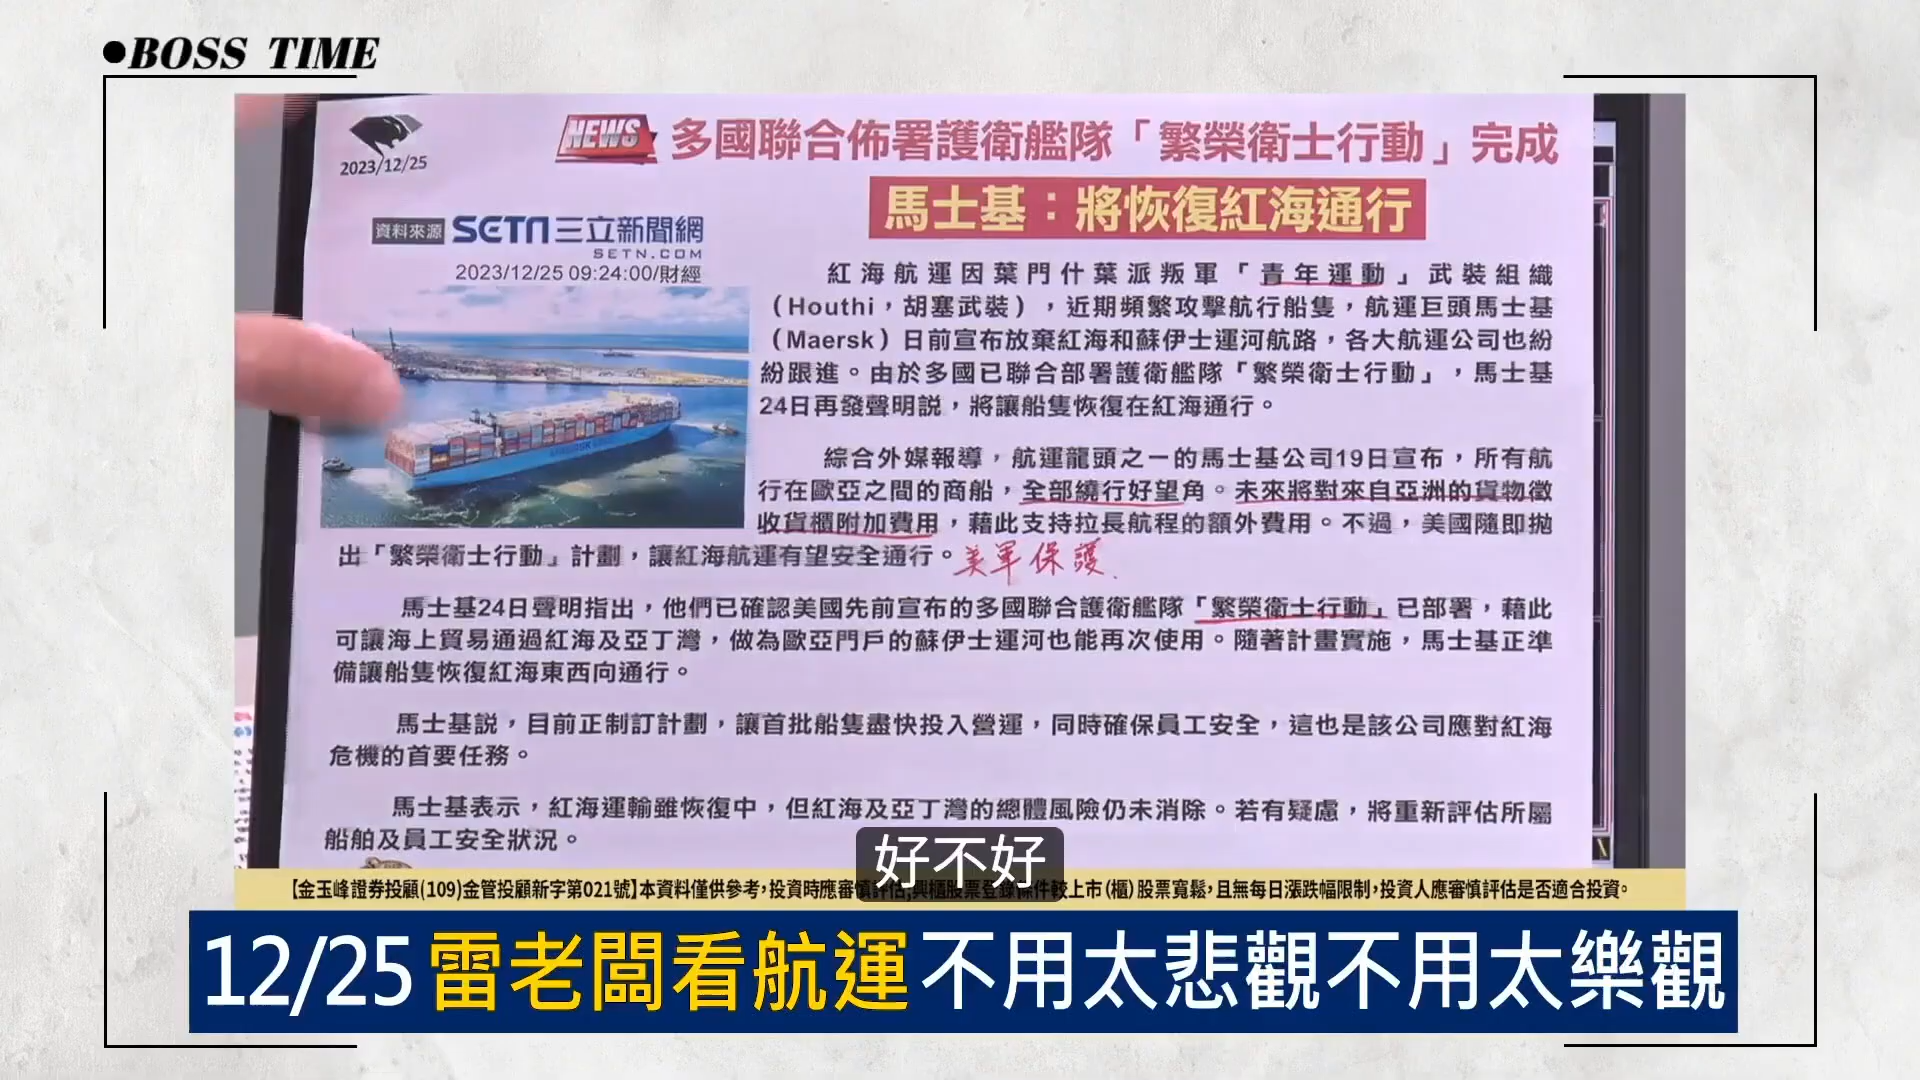 ●BOSS TIME
2023/12/25
NEWS 多國聯合佈署護衛艦隊「繁榮衛士行動」完成
馬士基：將恢復紅海通行
資料來源 SETN三立新聞網
SETN.COM
2023/12/25 09:24:00/財經
紅海航運因葉門什葉派叛軍「青年運動」武裝組織
（Houthi，胡塞武裝），近期頻繁攻擊航行船隻，航運巨頭馬士基
（Maersk）日前宣布放棄紅海和蘇伊士運河航路，各大航運公司也紛
紛跟進。由於多國已聯合部署護衛艦隊「繁榮衛士行動」，馬士基
24日再發聲明說，將讓船隻恢復在紅海通行。
綜合外媒報導，航運龍頭之一的馬士基公司19日宣布，所有航
行在歐亞之間的商船，全部繞行好望角。未來將對來自亞洲的貨物徵
收貨櫃附加費用，藉此支持拉長航程的額外費用。不過，美國隨即拋
出「繁榮衛士行動」計劃，讓紅海航運有望安全通行。美軍保護
馬士基24日聲明指出，他們已確認美國先前宣布的多國聯合護衛艦隊「繁榮衛士行動」已部署，藉此
可讓海上貿易通過紅海及亞丁灣，做為歐亞門戶的蘇伊士運河也能再次使用。隨著計畫實施，馬士基正準
備讓船隻恢復紅海東西向通行。
馬士基說，目前正制訂計劃，讓首批船隻盡快投入營運，同時確保員工安全，這也是該公司應對紅海
危機的首要任務。
馬士基表示，紅海運輸雖恢復中，但紅海及亞丁灣的總體風險仍未消除。若有疑慮，將重新評估所屬
船舶及員工安全狀況。
好不好
【金玉峰證券投顧(109)金管投顧新字第021號】本資料僅供參考，投資時應審慎評估；興櫃股票登錄條件較上市（櫃）股票寬鬆，且無每日漲跌幅限制，投資人應審慎評估是否適合投資。
12/25雷老闆看航運 不用太悲觀不用太樂觀